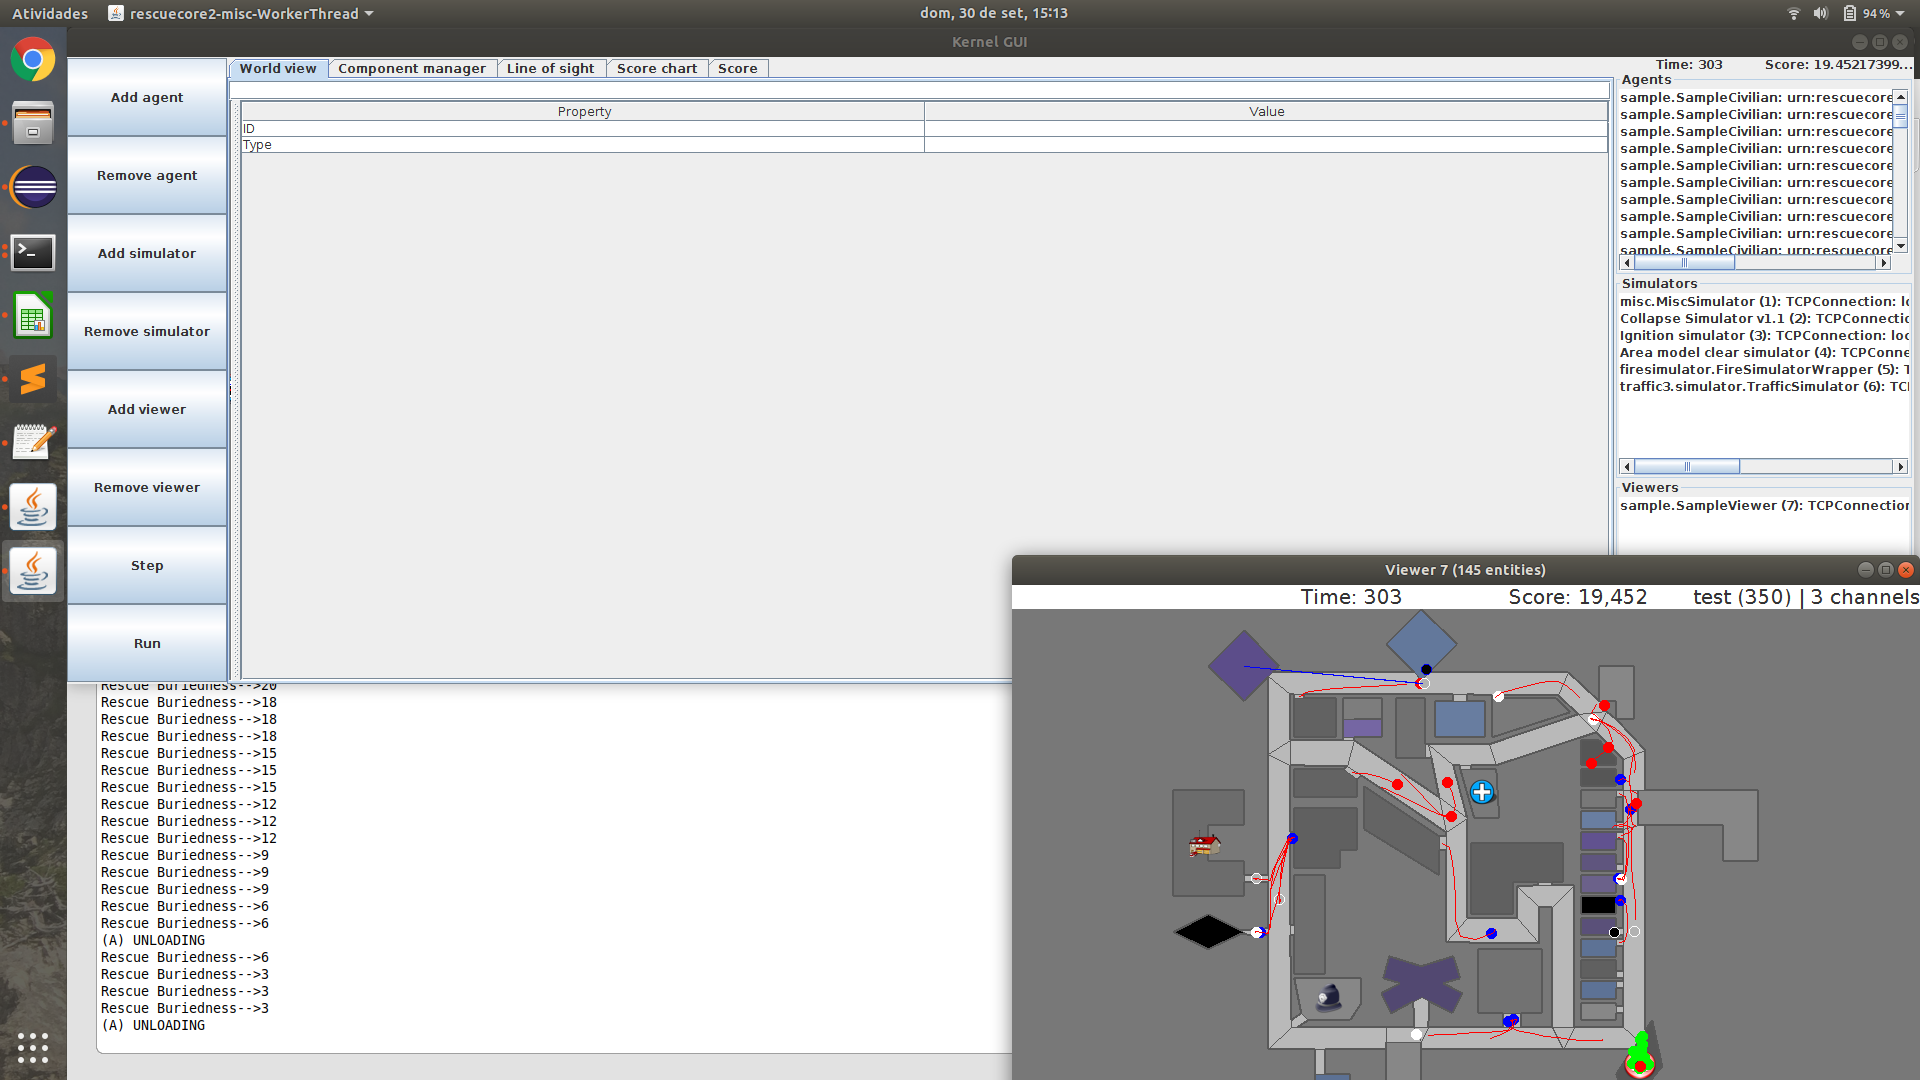 Atividades
rescuecore2-misc-WorkerThread
dom, 30 de set, 15:13
94 %
Kernel GUI
Add agent
Remove agent
Add simulator
Remove simulator
Add viewer
Remove viewer
Step
Run
World view
Component manager
Line of sight
Score chart
Score
Property
Value
ID
Type
Time: 303
Score: 19.45217399...
Agents
sample.SampleCivilian: urn:rescuecore
sample.SampleCivilian: urn:rescuecore
sample.SampleCivilian: urn:rescuecore
sample.SampleCivilian: urn:rescuecore
sample.SampleCivilian: urn:rescuecore
sample.SampleCivilian: urn:rescuecore
sample.SampleCivilian: urn:rescuecore
sample.SampleCivilian: urn:rescuecore
sample.SampleCivilian: urn:rescuecore
sample.SampleCivilian: urn:rescuecore
Simulators
misc.MiscSimulator (1): TCPConnection: lo
Collapse Simulator v1.1 (2): TCPConnectio
Ignition simulator (3): TCPConnection: loc
Area model clear simulator (4): TCPConne
firesimulator.FireSimulatorWrapper (5): T
traffic3.simulator.TrafficSimulator (6): TCI
Viewers
sample.SampleViewer (7): TCPConnection
Rescue Buriedness-->20
Rescue Buriedness-->18
Rescue Buriedness-->18
Rescue Buriedness-->18
Rescue Buriedness-->15
Rescue Buriedness-->15
Rescue Buriedness-->15
Rescue Buriedness-->12
Rescue Buriedness-->12
Rescue Buriedness-->12
Rescue Buriedness-->9
Rescue Buriedness-->9
Rescue Buriedness-->9
Rescue Buriedness-->6
Rescue Buriedness-->6
(A) UNLOADING
Rescue Buriedness-->6
Rescue Buriedness-->3
Rescue Buriedness-->3
Rescue Buriedness-->3
(A) UNLOADING
Viewer 7 (145 entities)
Time: 303
Score: 19,452
test (350) | 3 channels